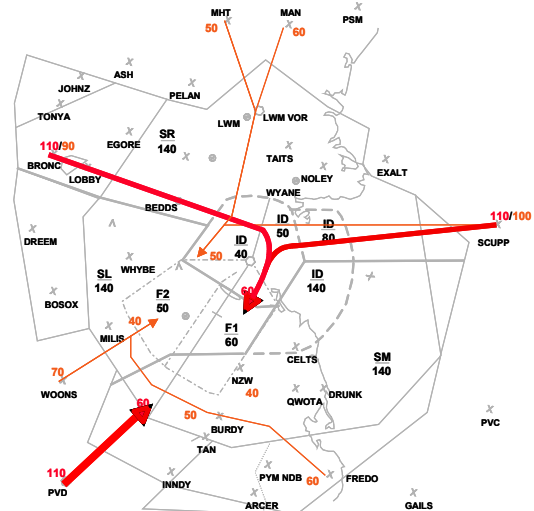 MHT
MAN
50
60
PSM
ASH
JOHNZ
PELAN
TONYA
LWM
LWM VOR
SR
140
EGORE
110/90
BRONC
LOBBY
TAITS
NOLEY
EXALT
WYANE
BEDDS
110/100
SCUPP
ID
50
ID
80
DREEM
ID
40
50
WHYBE
SL
140
ID
140
BOSOX
60
F2
50
40
MILIS
F1
60
CELTS
SM
140
70
WOONS
NZW
40
QWOTA
DRUNK
60
50
BURDY
PVC
TAN
110
PVD
INNDY
PYM NDB
60
FREDO
ARCER
GAILS